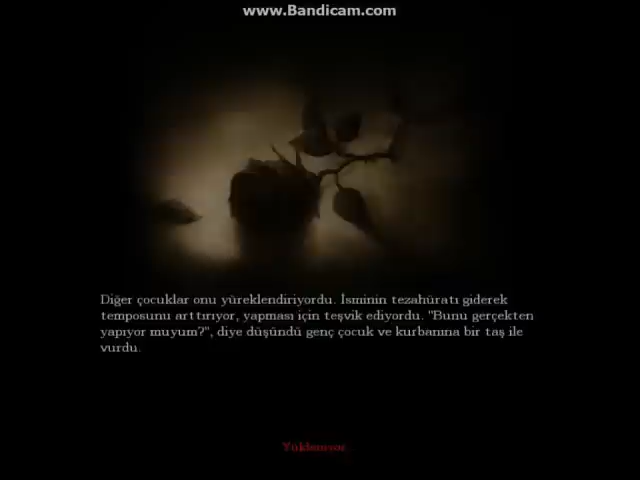 www.Bandicam.com
Diğer çocuklar onu yüreklendiriyordu. İsminin tezahüratı giderek
temposunu arttırıyor, yapması için teşvik ediyordu. "Bunu gerçekten
yapıyor muyum?", diye düşündü genç çocuk ve kurbanına bir taş ile
vurdu.
Yükleniyor